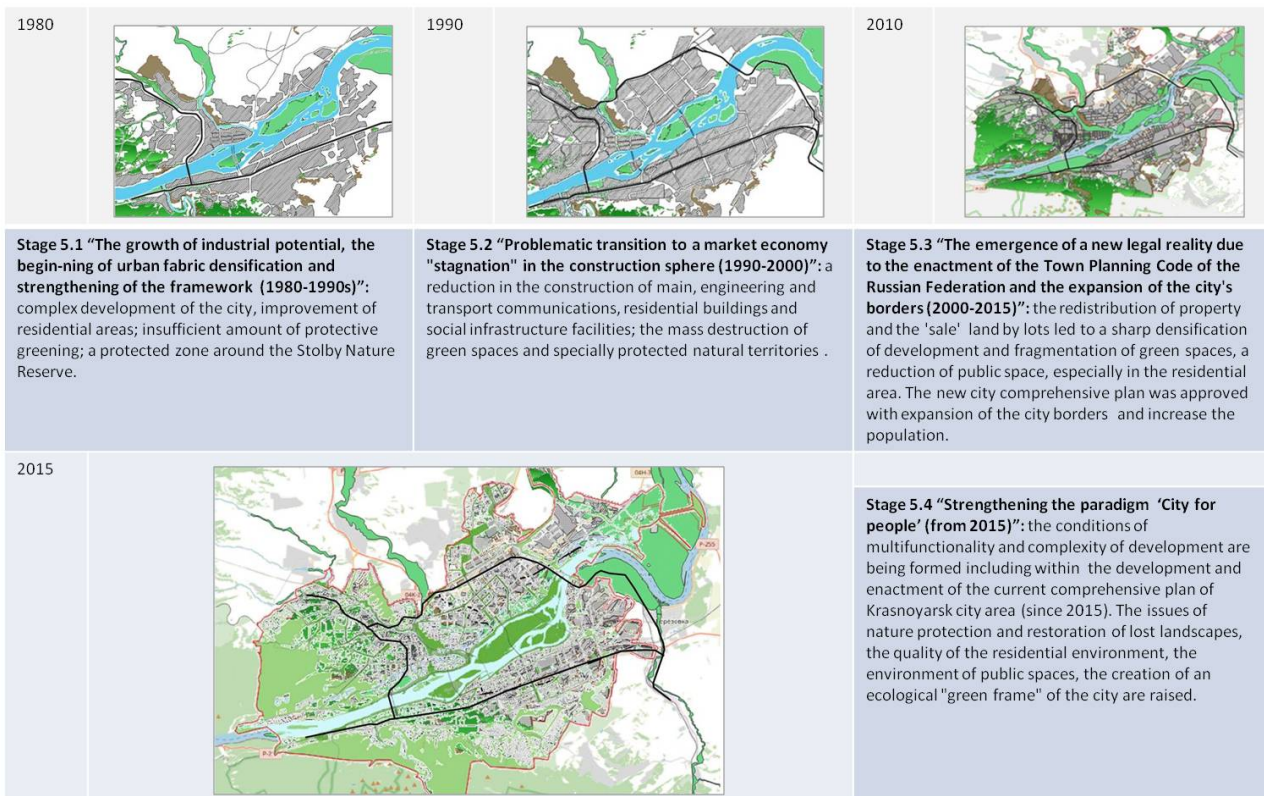 1980
1990
2010
Stage 5.1 “The growth of industrial potential, the
begin-ning of urban fabric densification and
strengthening of the framework (1980-1990s)”:
complex development of the city, improvement of
residential areas; insufficient amount of protective
greening; a protected zone around the Stolby Nature
Reserve.
Stage 5.2 “Problematic transition to a market economy
"stagnation" in the construction sphere (1990-2000)”: a
reduction in the construction of main, engineering and
transport communications, residential buildings and
social infrastructure facilities; the mass destruction of
green spaces and specially protected natural territories .
Stage 5.3 “The emergence of a new legal reality due
to the enactment of the Town Planning Code of the
Russian Federation and the expansion of the city's
borders (2000-2015)”: the redistribution of property
and the 'sale' land by lots led to a sharp densification
of development and fragmentation of green spaces, a
reduction of public space, especially in the residential
area. The new city comprehensive plan was approved
with expansion of the city borders and increase the
population.
2015
Р-255
Stage 5.4 “Strengthening the paradigm ‘City for
people’ (from 2015)”: the conditions of
multifunctionality and complexity of development are
being formed including within the development and
enactment of the current comprehensive plan of
Krasnoyarsk city area (since 2015). The issues of
nature protection and restoration of lost landscapes,
the quality of the residential environment, the
environment of public spaces, the creation of an
ecological "green frame" of the city are raised.